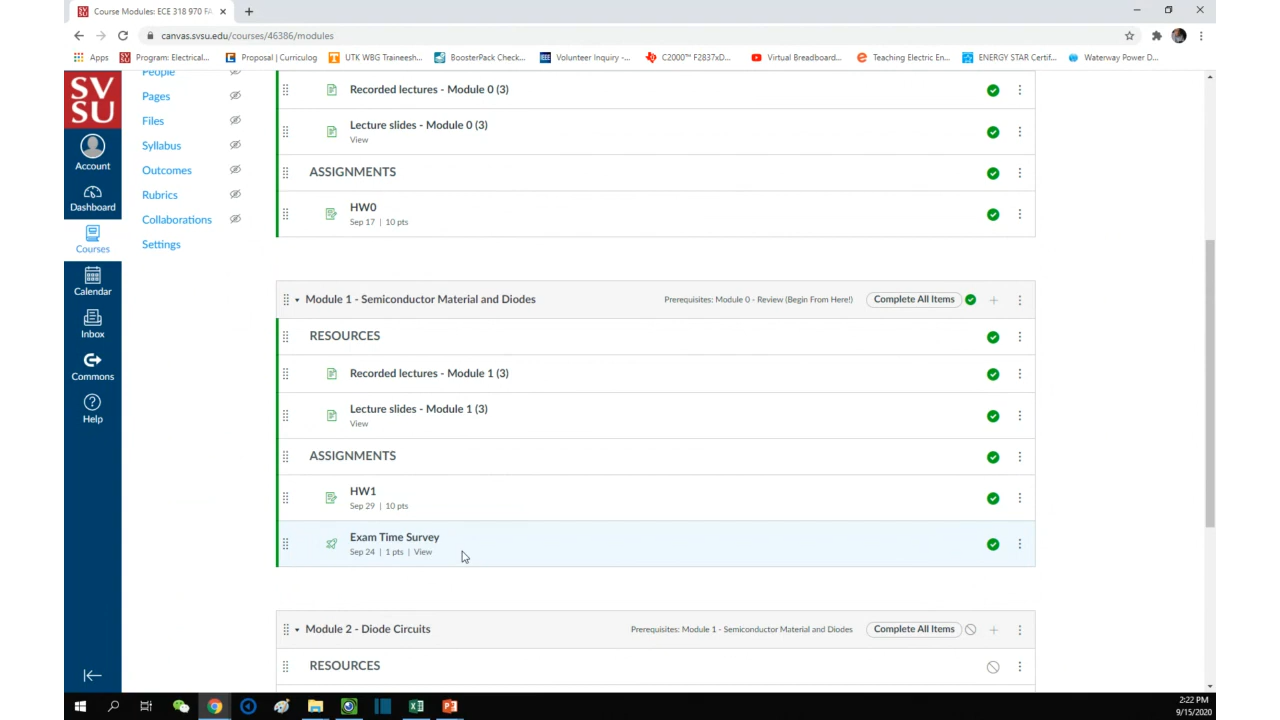 Course Modules: ECE 318 970 FA
canvas.svsu.edu/courses/46386/modules
Apps
Program: Electrical...
Proposal | Curriculog
UTK WBG Traineesh...
BoosterPack Check...
Volunteer Inquiry -...
C2000™ F2837xD...
Virtual Breadboard...
Teaching Electric En...
ENERGY STAR Certif...
Waterway Power D...
SV
SU
Account
Dashboard
Courses
Calendar
Inbox
Commons
Help
People
Pages
Files
Syllabus
Outcomes
Rubrics
Collaborations
Settings
Recorded lectures - Module 0 (3)
Lecture slides - Module 0 (3)
View
ASSIGNMENTS
HW0
Sep 17 | 10 pts
Module 1 - Semiconductor Material and Diodes
Prerequisites: Module 0 - Review (Begin From Here!)
Complete All Items
RESOURCES
Recorded lectures - Module 1 (3)
Lecture slides - Module 1 (3)
View
ASSIGNMENTS
HW1
Sep 29 | 10 pts
Exam Time Survey
Sep 24 | 1 pts | View
Module 2 - Diode Circuits
Prerequisites: Module 1 - Semiconductor Material and Diodes
Complete All Items
RESOURCES
2:22 PM
9/15/2020